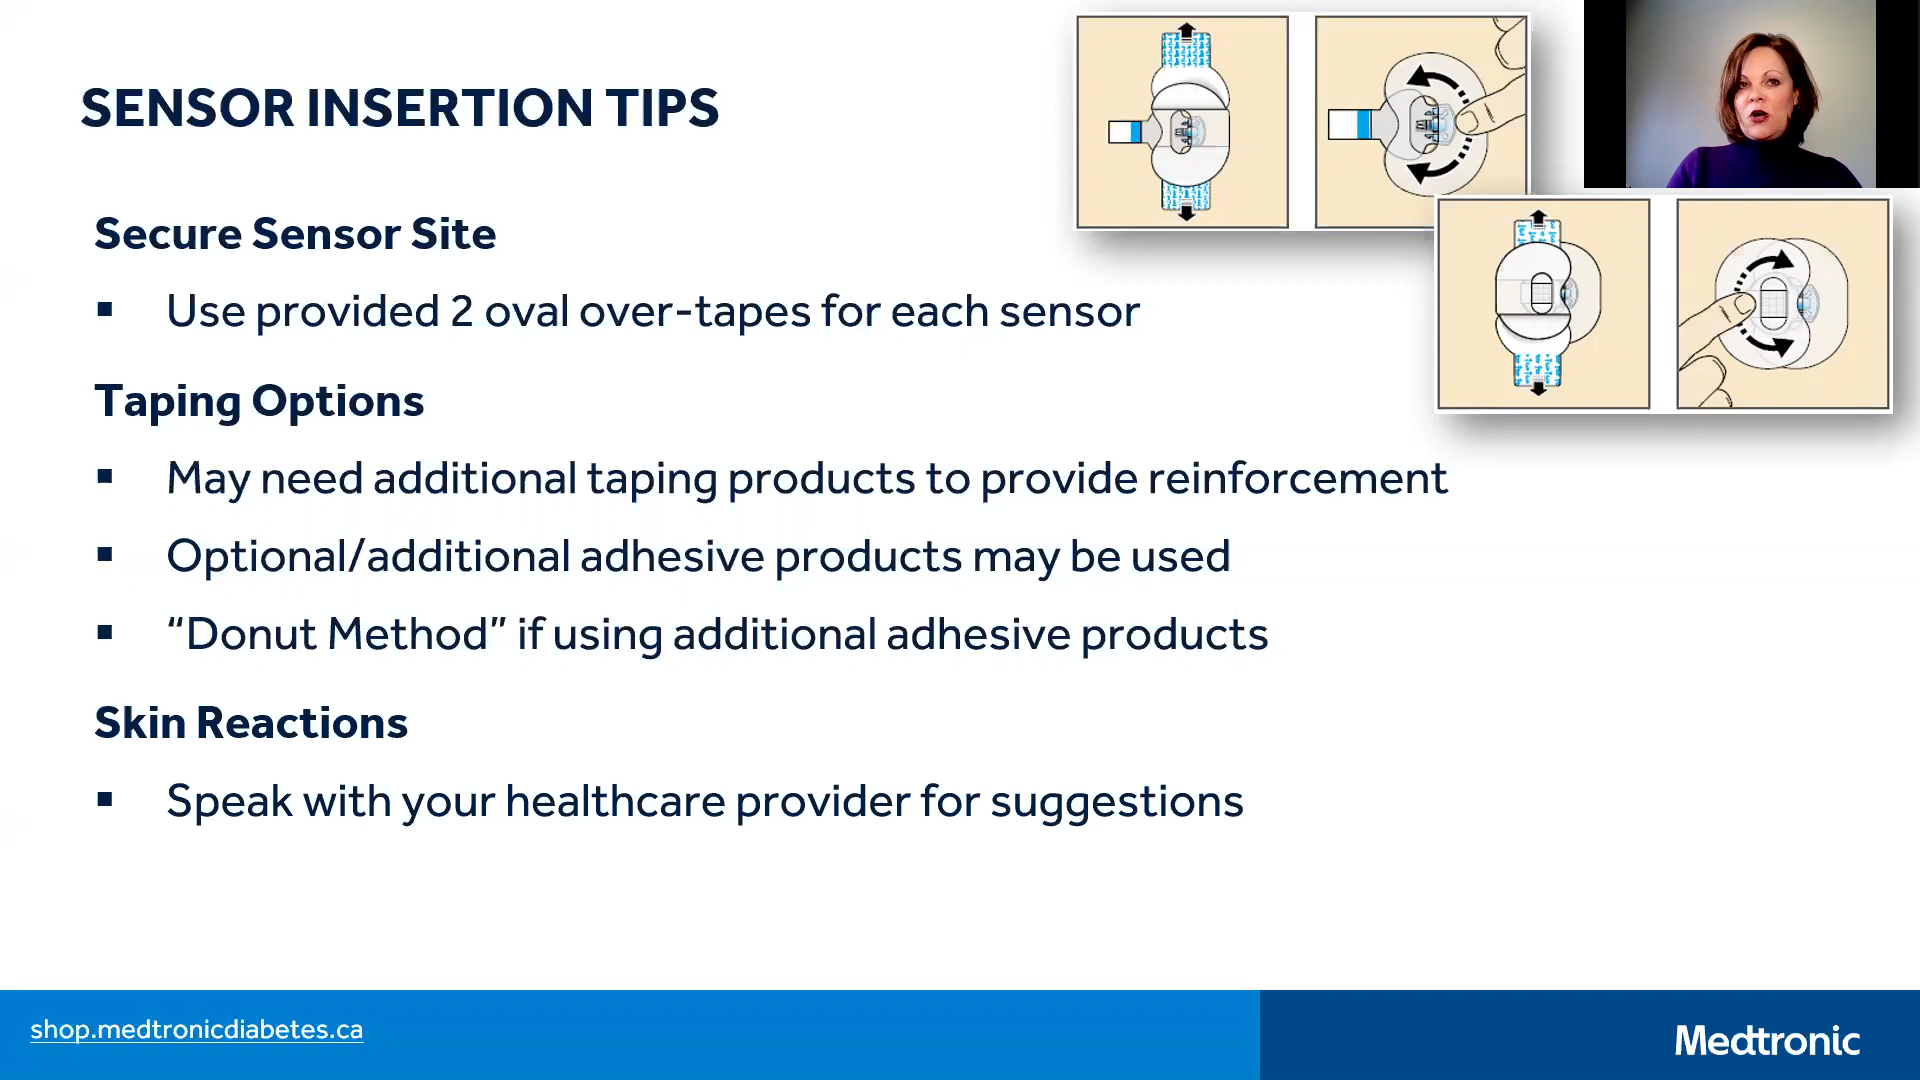 SENSOR INSERTION TIPS
Secure Sensor Site
▪ Use provided 2 oval over-tapes for each sensor
Taping Options
▪ May need additional taping products to provide reinforcement
▪ Optional/additional adhesive products may be used
▪ “Donut Method” if using additional adhesive products
Skin Reactions
▪ Speak with your healthcare provider for suggestions
shop.medtronicdiabetes.ca
Medtronic